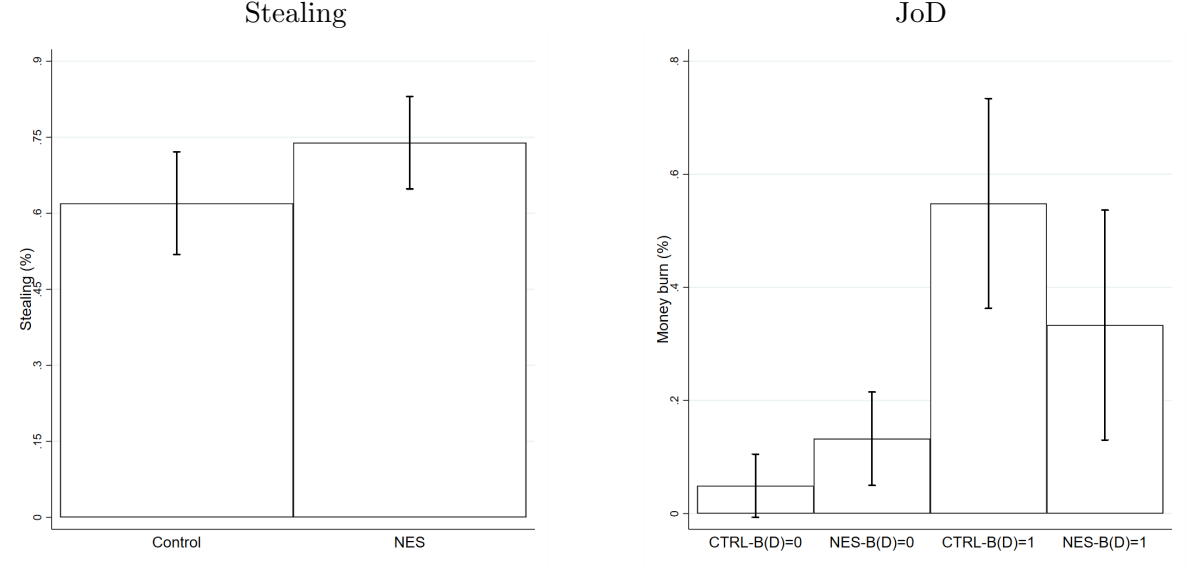 Stealing
Stealing (%)
.9
.75
.6
.45
.3
.15
0
Control NES
JoD
Money burn (%)
.8
.6
.4
.2
0
CTRL-B(D)=0 NES-B(D)=0 CTRL-B(D)=1 NES-B(D)=1